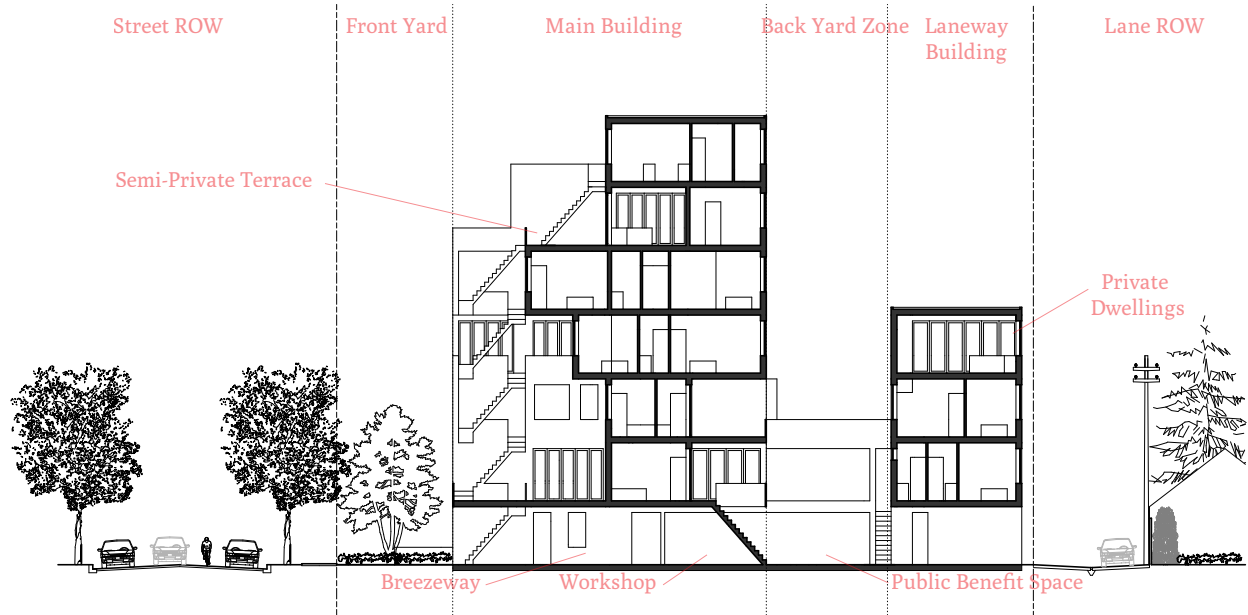 Street ROW
Front Yard
Main Building
Back Yard Zone
Laneway
Building
Lane ROW
Semi-Private Terrace
Private
Dwellings
Breezeway
Workshop
Public Benefit Space